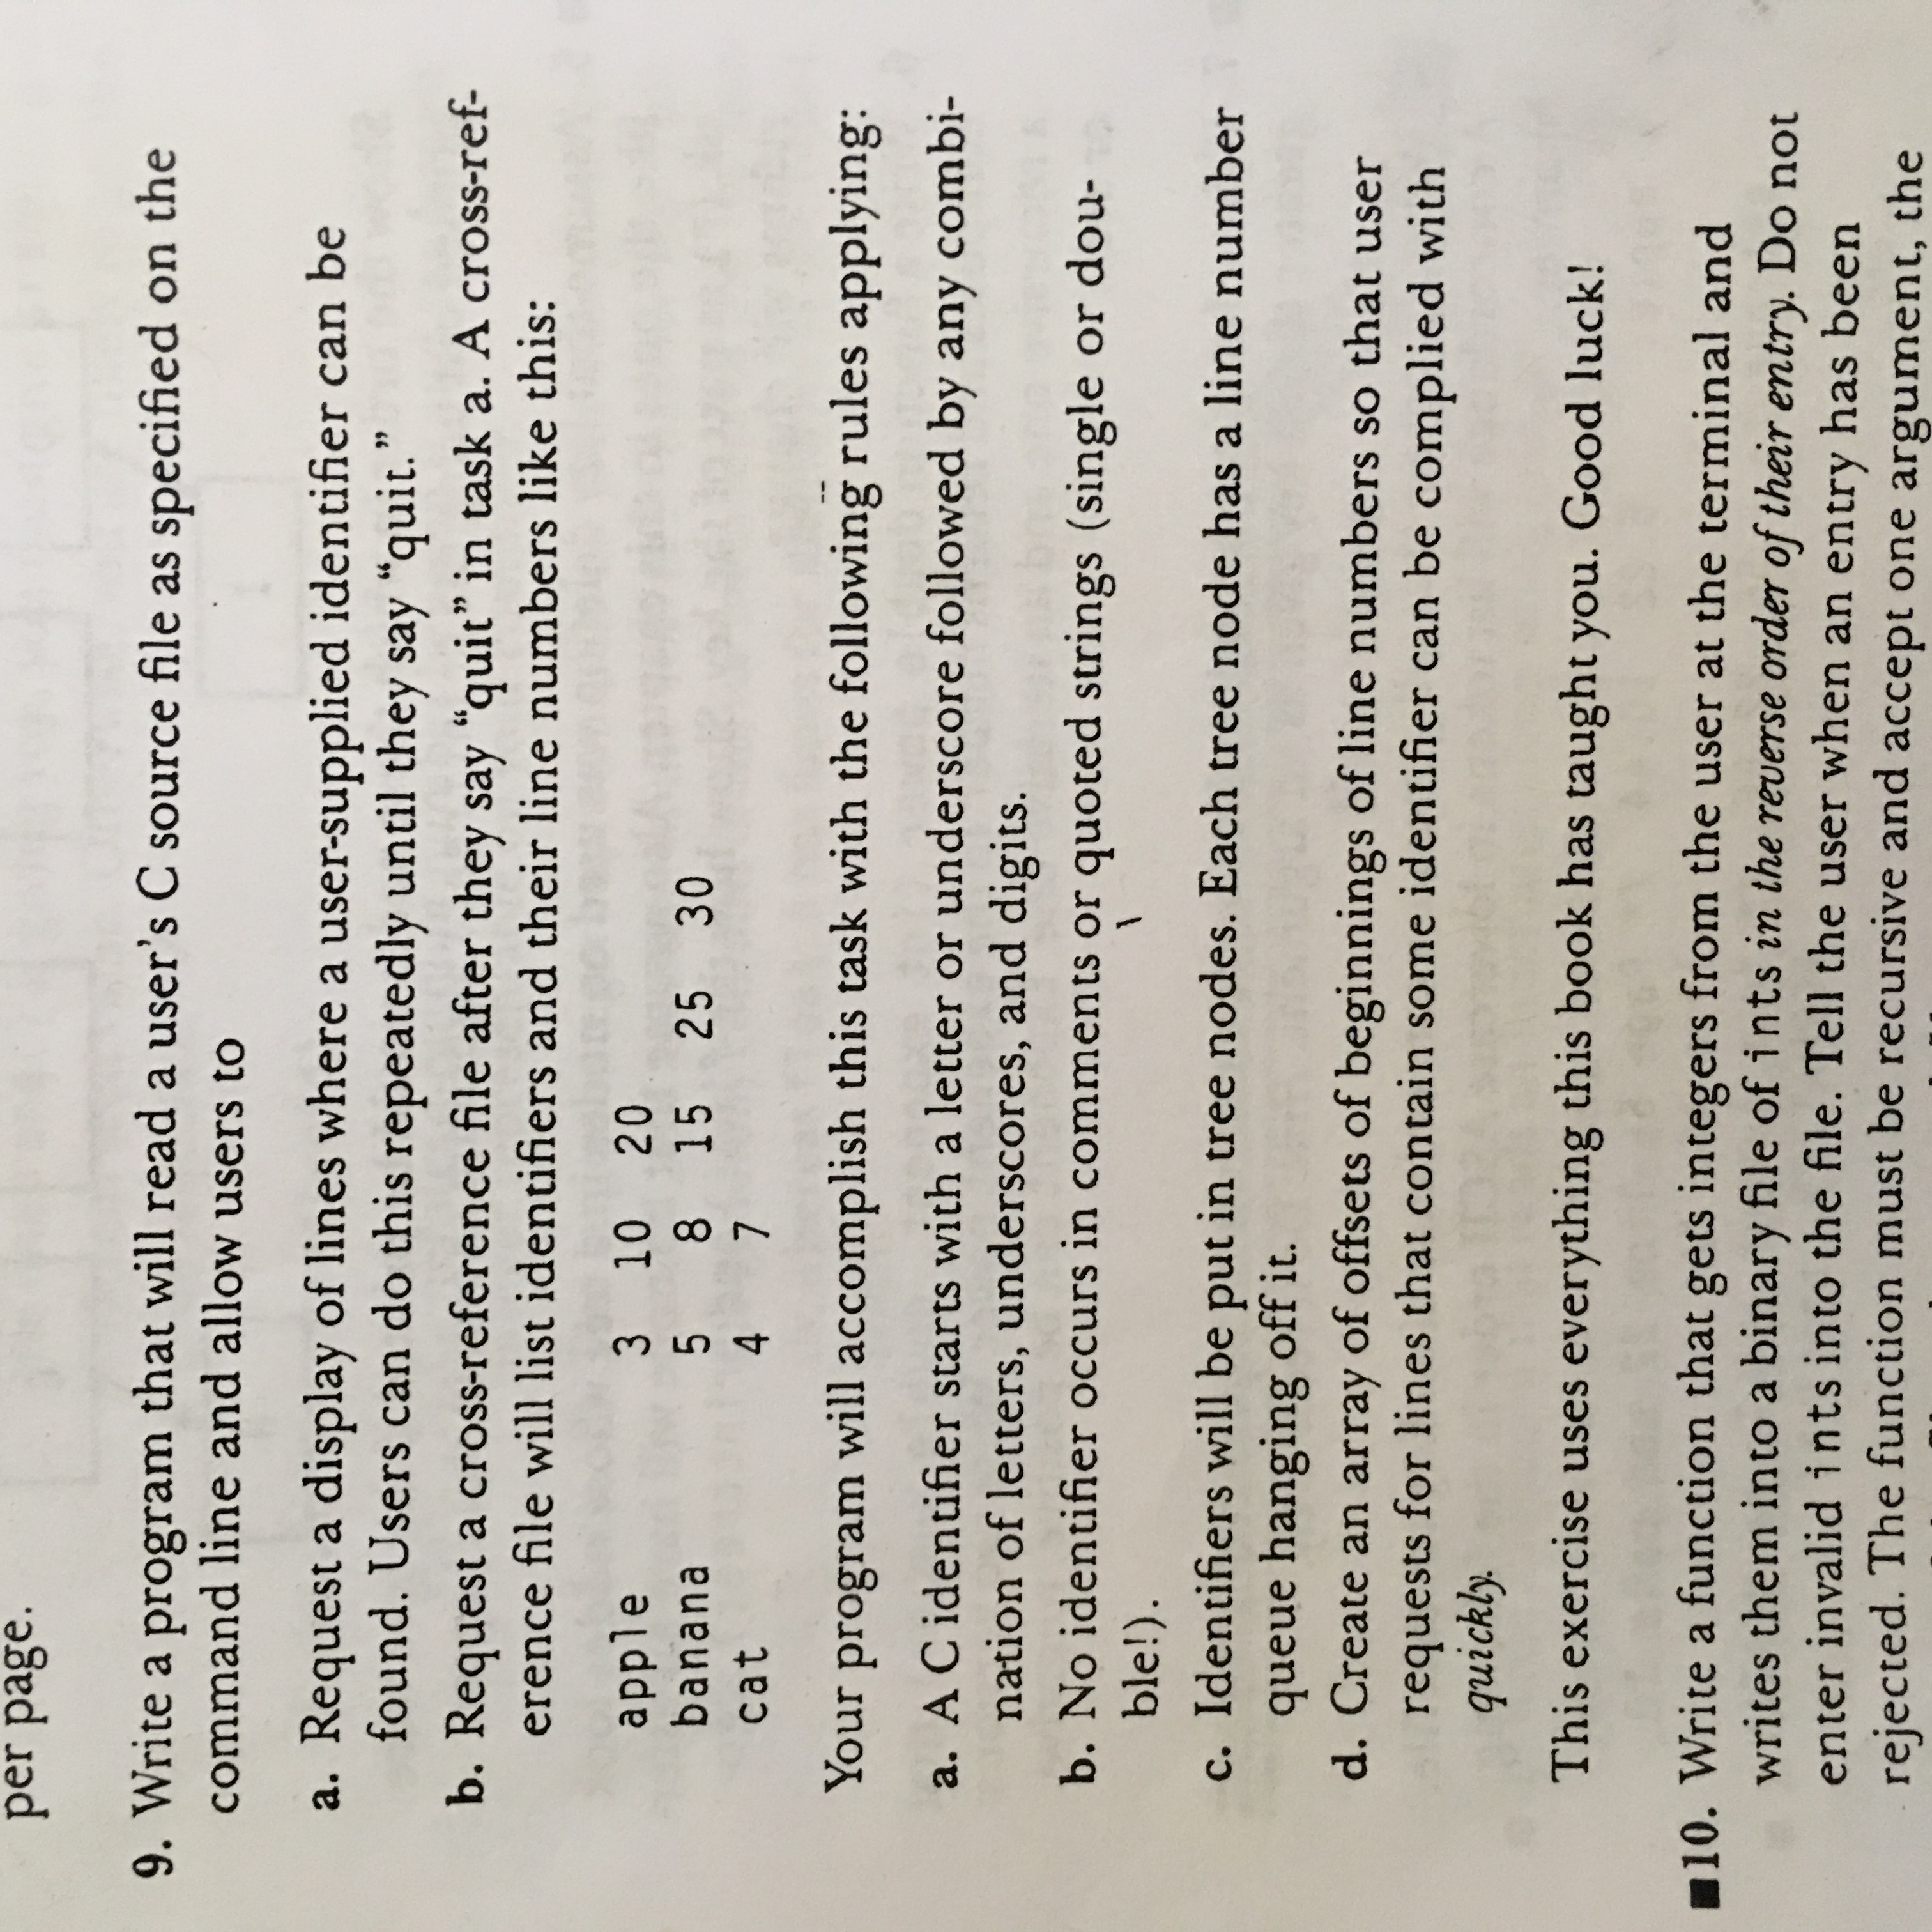 per page.
9. Write a program that will read a user's C source file as specified on the
command line and allow users to
a. Request a display of lines where a user-supplied identifier can be
found. Users can do this repeatedly until they say “quit.”
b. Request a cross-reference file after they say “quit” in task a. A cross-ref-
erence file will list identifiers and their line numbers like this:
apple 3 10 20
banana 5 8 15 25 30
cat 4 7
Your program will accomplish this task with the following rules applying:
a. A C identifier starts with a letter or underscore followed by any combi-
nation of letters, underscores, and digits.
b. No identifier occurs in comments or quoted strings (single or dou-
ble!).
c. Identifiers will be put in tree nodes. Each tree node has a line number
queue hanging off it.
d. Create an array of offsets of beginnings of line numbers so that user
requests for lines that contain some identifier can be complied with
quickly.
This exercise uses everything this book has taught you. Good luck!
■10. Write a function that gets integers from the user at the terminal and
writes them into a binary file of ints in the reverse order of their entry. Do not
enter invalid ints into the file. Tell the user when an entry has been
rejected. The function must be recursive and accept one argument, the